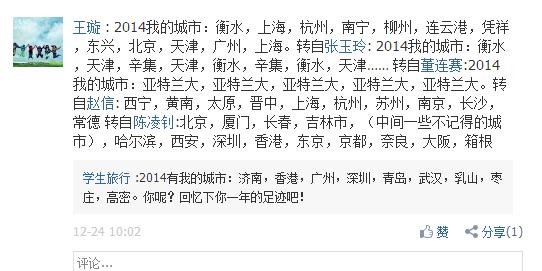 王璇：2014我的城市：衡水，上海，杭州，南宁，柳州，连云港，凭祥
，东兴，北京，天津，广州，上海。转自张玉玲: 2014我的城市：衡水
，天津，辛集，天津，衡水，辛集，衡水，天津...... 转自董连赛:2014
我的城市：亚特兰大，亚特兰大，亚特兰大，亚特兰大，亚特兰大。转
自赵信: 西宁，黄南，太原，晋中，上海，杭州，苏州，南京，长沙，
常德 转自陈凌钊:北京，厦门，长春，吉林市，（中间一些不记得的城
市），哈尔滨，西安，深圳，香港，东京，京都，奈良，大阪，箱根
学生旅行 :2014有我的城市：济南，香港，广州，深圳，青岛，武汉，乳山，枣
庄，高密。你呢？回忆下你一年的足迹吧！
12-24 10:02 赞 分享(1)
评论...